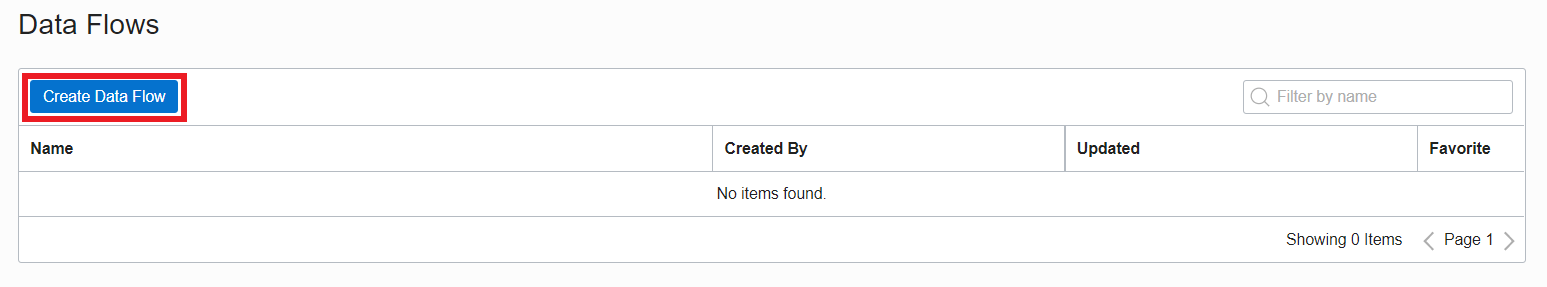 Data Flows
Create Data Flow
Filter by name
Name Created By Updated Favorite
No items found.
Showing 0 Items Page 1